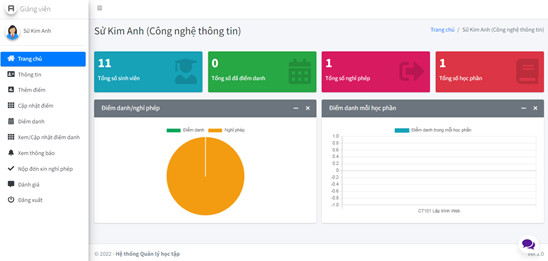 Giảng viên
Sử Kim Anh
Trang chủ
Thông tin
Thêm điểm
Cập nhật điểm
Điểm danh
Xem/Cập nhật điểm danh
Xem thông báo
Nộp đơn xin nghỉ phép
Đánh giá
Đăng xuất
Sử Kim Anh (Công nghệ thông tin)
Trang chủ / Sử Kim Anh (Công nghệ thông tin)
11
Tổng số sinh viên
0
Tổng số đã điểm danh
1
Tổng số nghỉ phép
1
Tổng số học phần
Điểm danh/nghỉ phép
Điểm danh Nghỉ phép
Điểm danh mỗi học phần
Điểm danh trong mỗi học phần
1.0
0.8
0.6
0.4
0.2
0
-0.2
-0.4
-0.6
-0.8
-1.0
CT101 Lập trình Web
© 2022 - Hệ thống Quản lý học tập